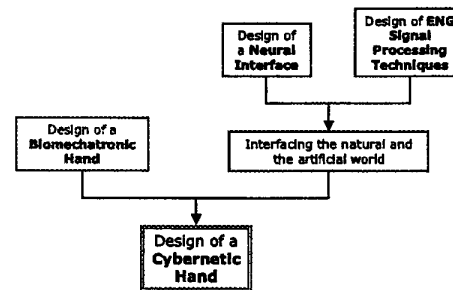 Design of
a Neural
Interface
Design of ENG
Signal
Processing
Techniques
Design of a
Biomechatronic
Hand
Interfacing the natural and
the artificial world
Design of a
Cybernetic
Hand